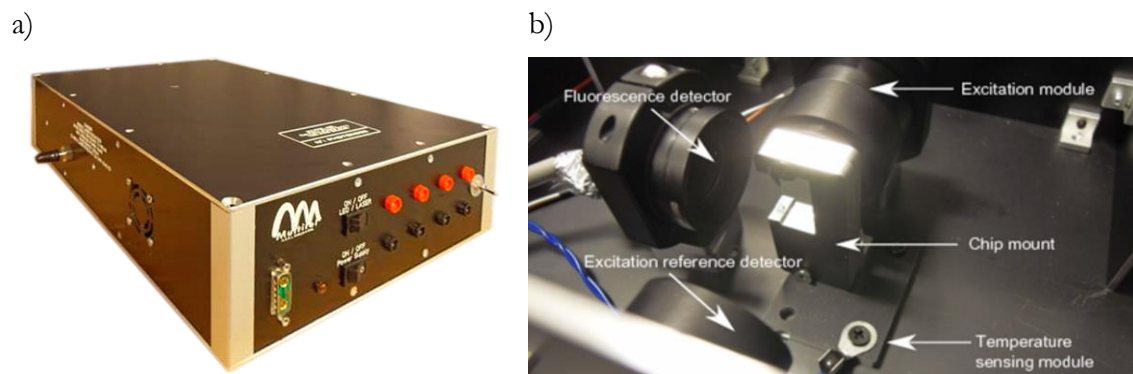 a)
b)
ON / OFF
LED / LASER
ON / OFF
Power Supply
Fluorescence detector
Excitation module
Chip mount
Excitation reference detector
Temperature
sensing module